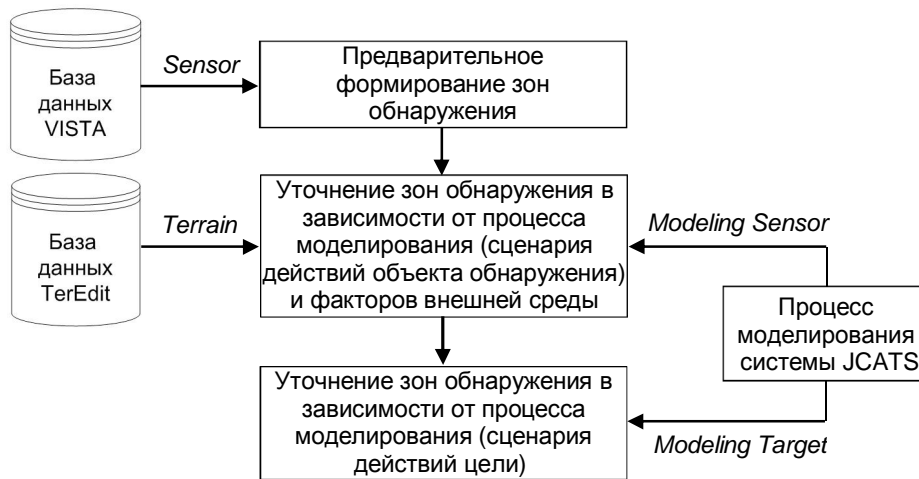 База
данных
VISTA
Sensor
Предварительное
формирование зон
обнаружения
База
данных
TerEdit
Terrain
Уточнение зон обнаружения в
зависимости от процесса
моделирования (сценария
действий объекта обнаружения)
и факторов внешней среды
Modeling Sensor
Процесс
моделирования
системы JCATS
Уточнение зон обнаружения в
зависимости от процесса
моделирования (сценария
действий цели)
Modeling Target